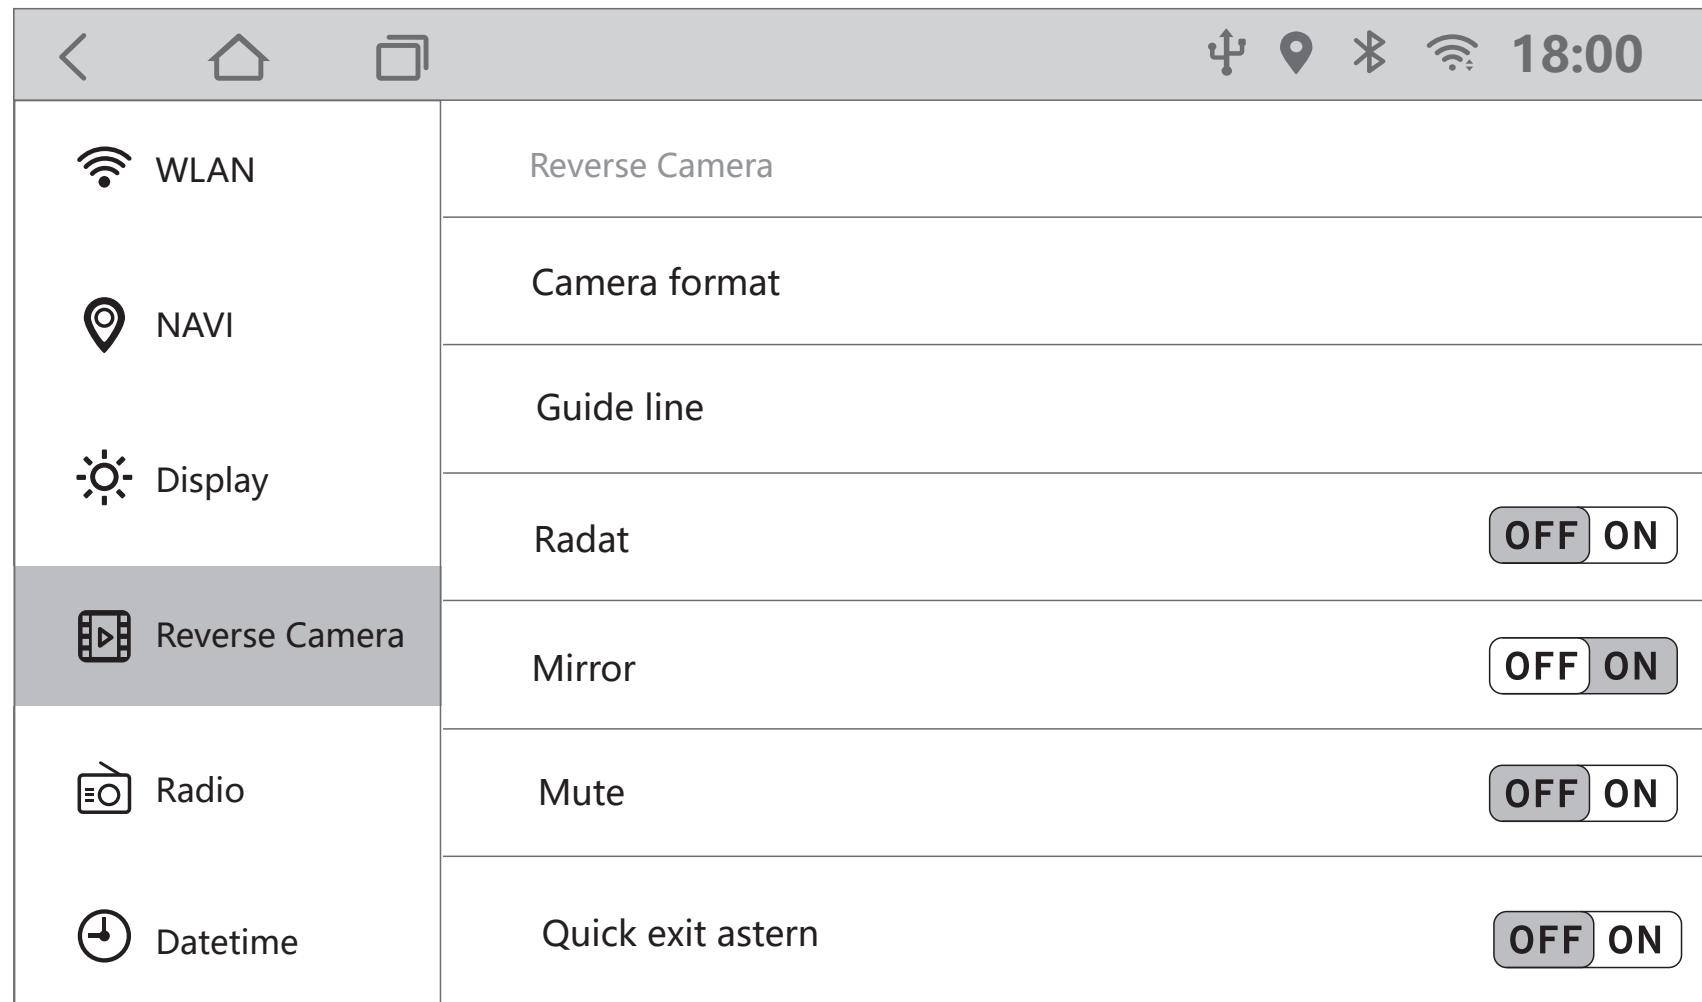 18:00
WLAN
NAVI
Display
Reverse Camera
Radio
Datetime
Reverse Camera
Camera format
Guide line
Radat OFF ON
Mirror OFF ON
Mute OFF ON
Quick exit astern OFF ON